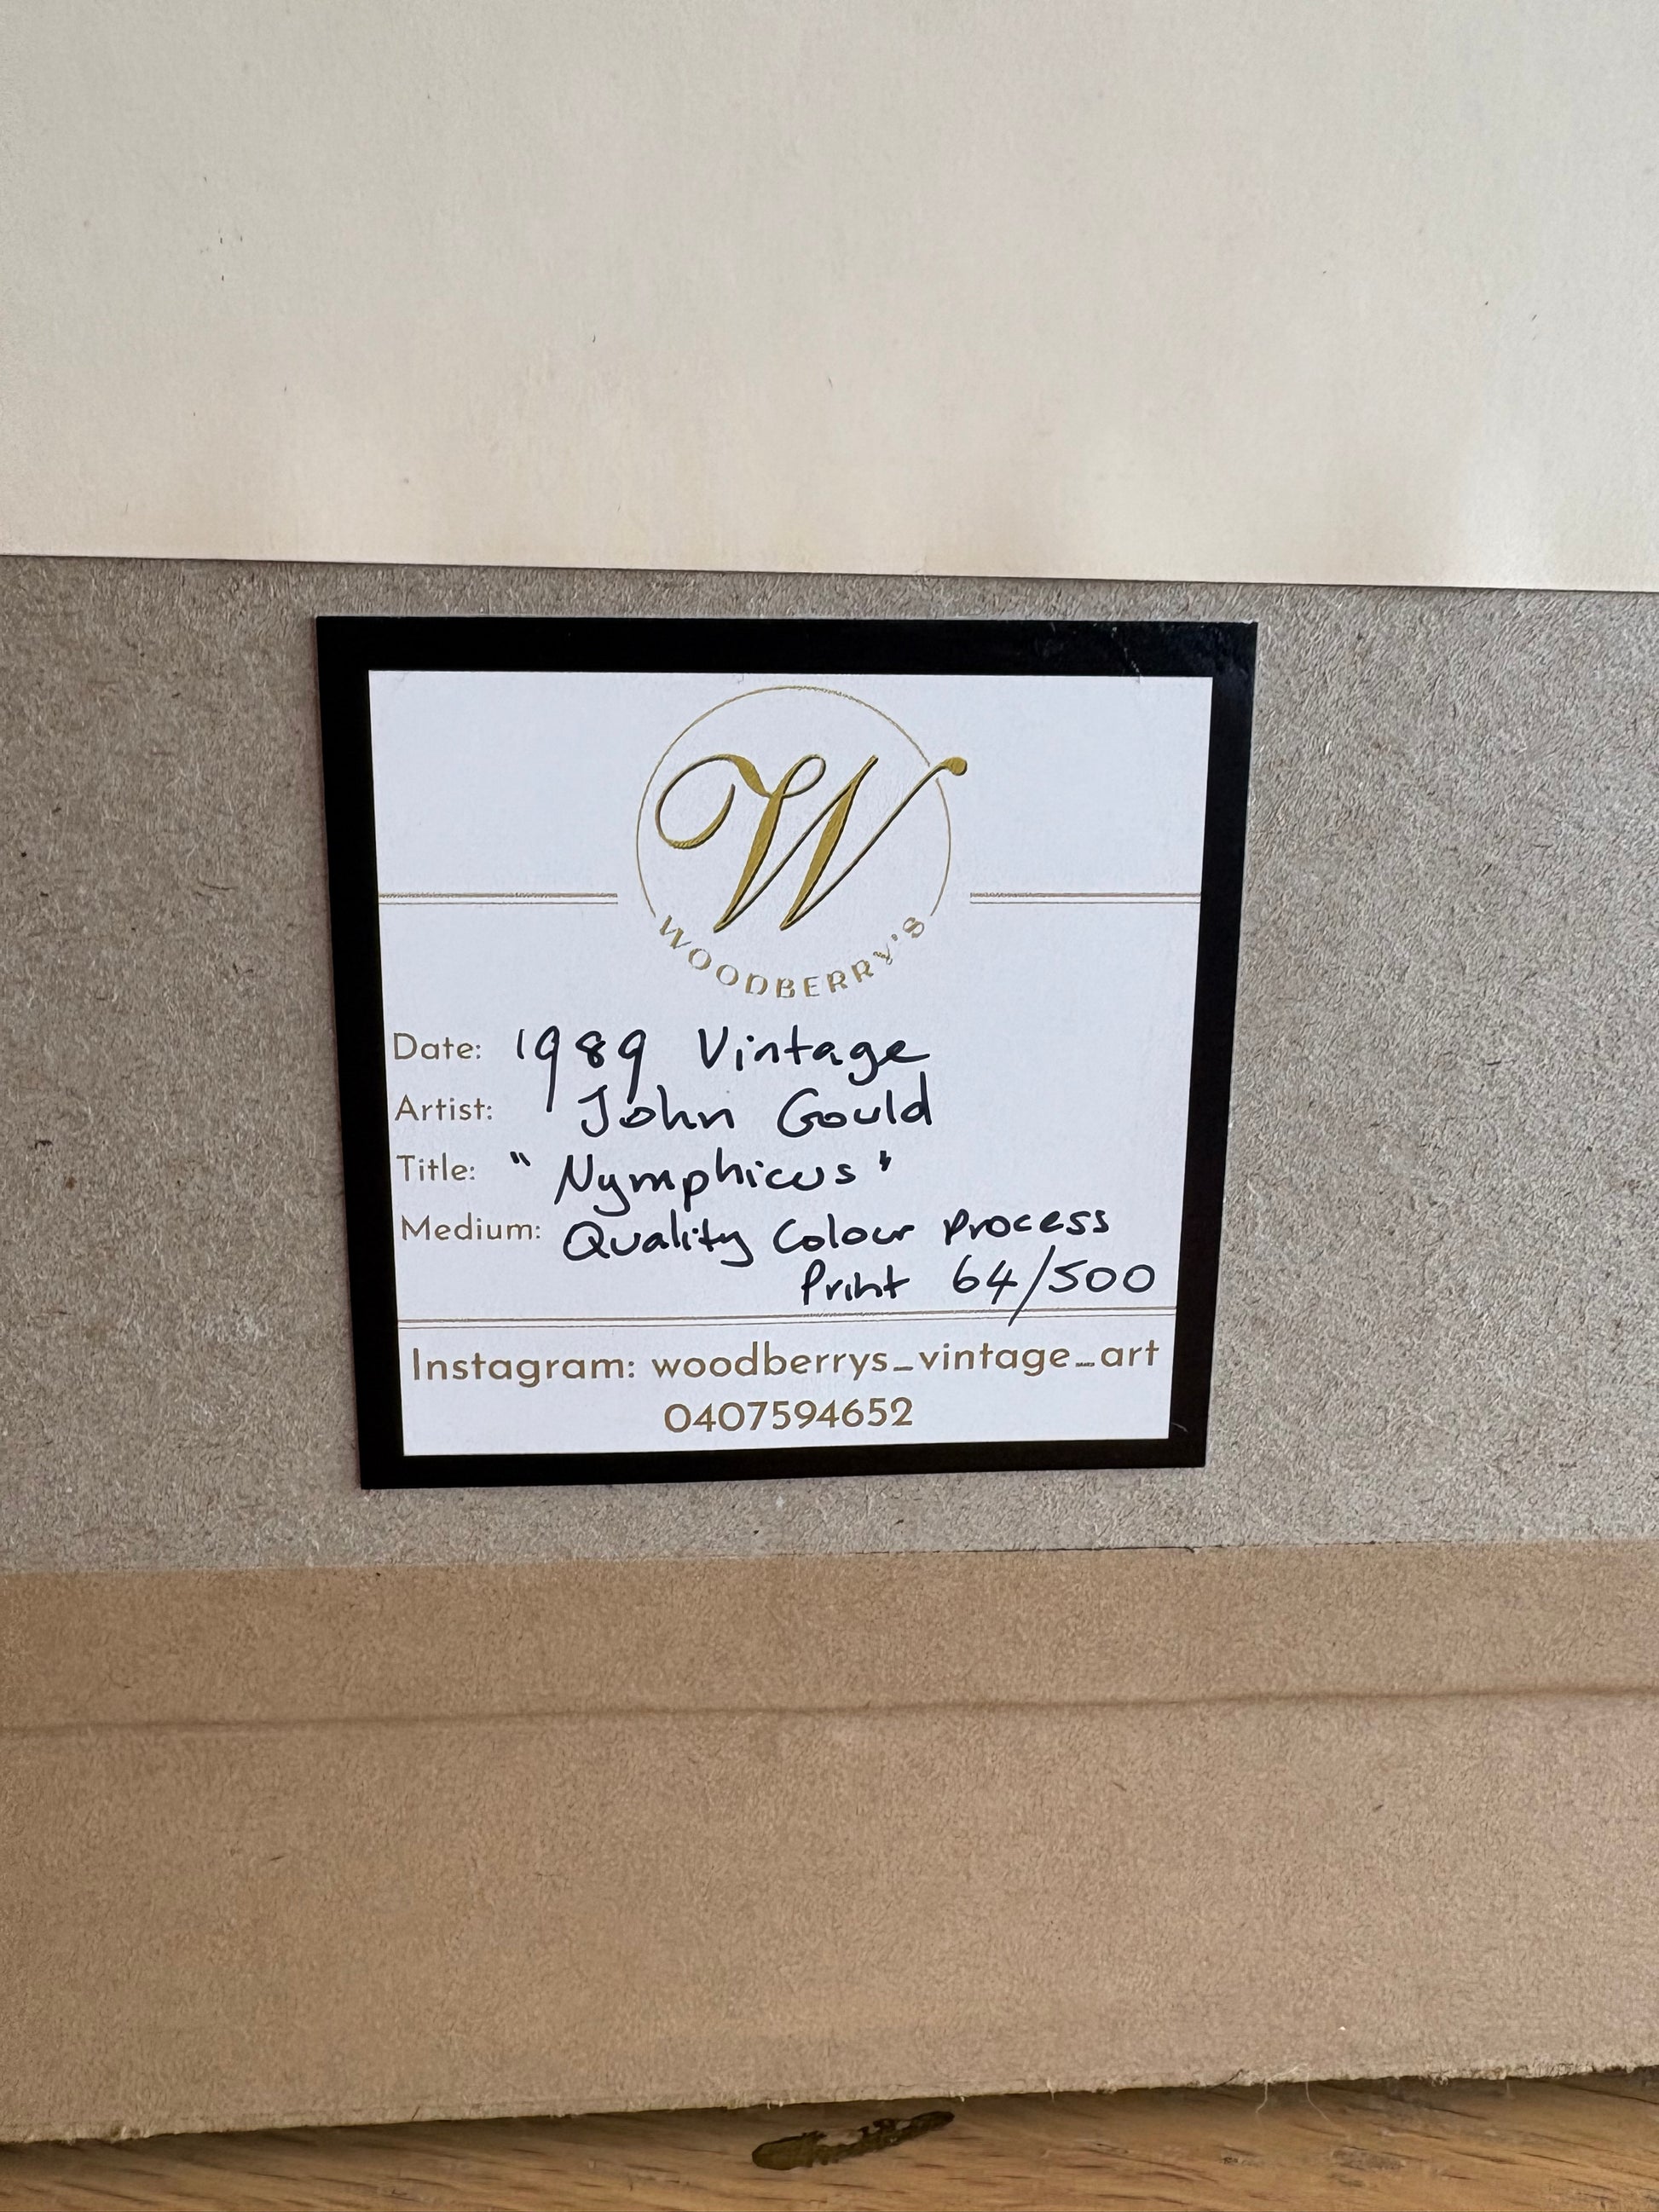 W
WOODBERRY'S
Date: 1989 Vintage
Artist: John Gould
Title: "Nymphicus"
Medium: Quality Colour Process
Print 64/500
Instagram: woodberrys_vintage_art
0407594652